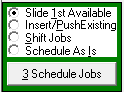 Slide 1st Available
Insert/PushExisting
Shift Jobs
Schedule As Is
3 Schedule Jobs